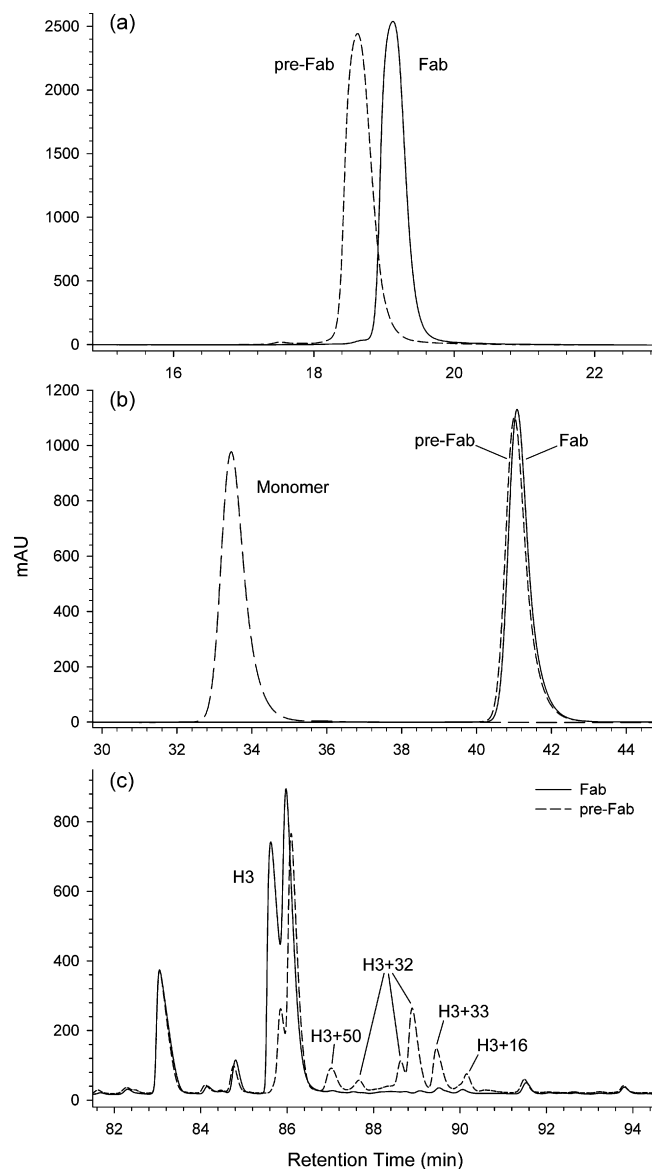 (a)
2500
pre-Fab
Fab
2000
1500
1000
500
0
16
18
20
22
1200
(b)
1000
pre-Fab
Fab
Monomer
800
600
400
200
0
30
32
34
36
38
40
42
44
mAU
(c)
Fab
pre-Fab
800
H3
600
H3+32
400
H3+50
H3+33
H3+16
200
0
82
84
86
88
90
92
94
Retention Time (min)